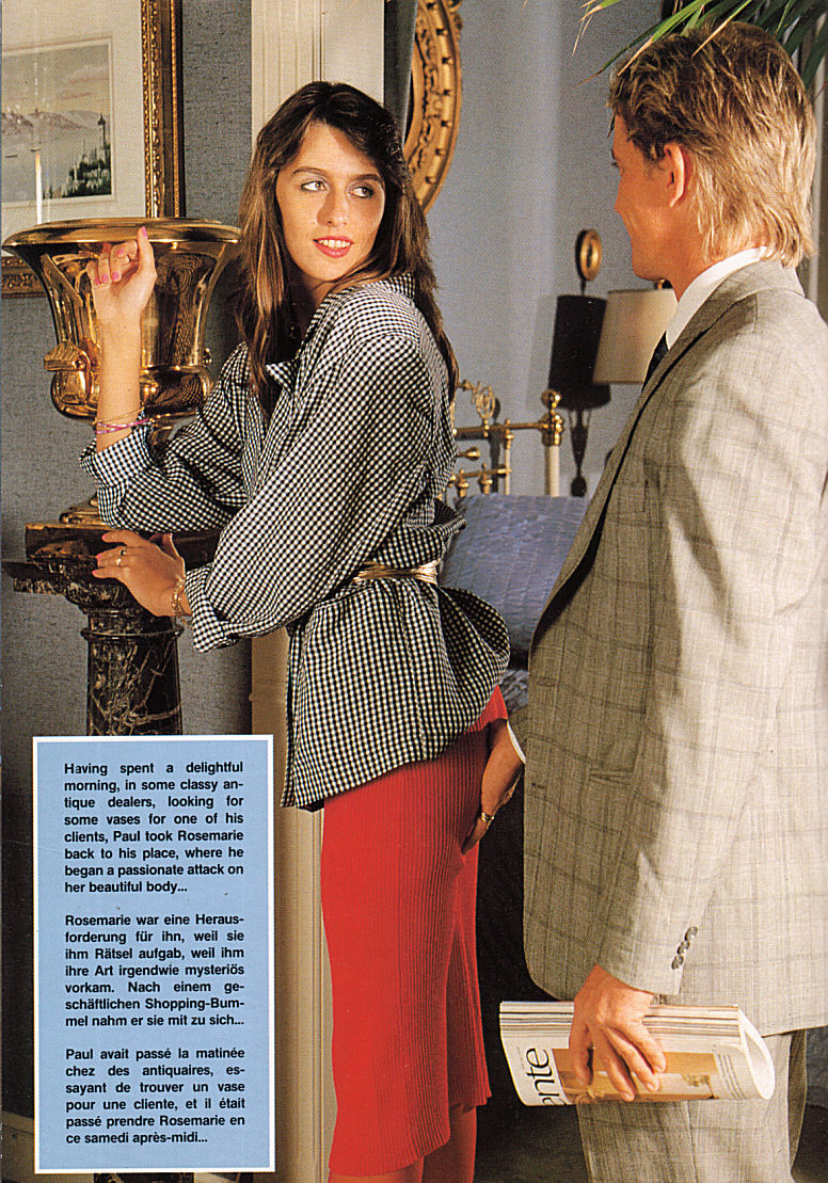 Having spent a delightful
morning, in some classy an-
tique dealers, looking for
some vases for one of his
clients, Paul took Rosemarie
back to his place, where he
began a passionate attack on
her beautiful body...
Rosemarie war eine Heraus-
forderung für ihn, weil sie
ihm Rätsel aufgab, weil ihm
ihre Art irgendwie mysteriös
vorkam. Nach einem ge-
schäftlichen Shopping-Bum-
mel nahm er sie mit zu sich...
Paul avait passé la matinée
chez des antiquaires, es-
sayant de trouver un vase
pour une cliente, et il était
passé prendre Rosemarie en
ce samedi après-midi...
ente